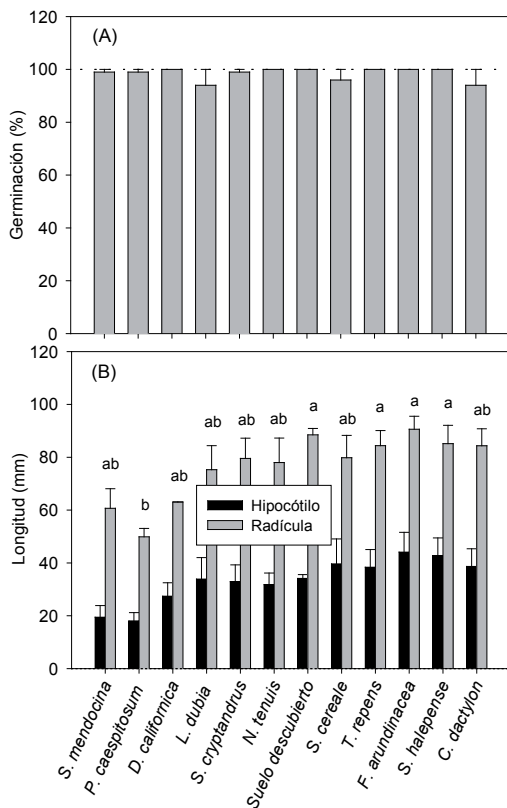 (A)
Germinación (%)
120
100
80
60
40
20
0
(B)
Longitud (mm)
120
100
80
60
40
20
0
ab
b
ab
ab
ab
ab
a
ab
a
a
a
ab
Hipocótilo
Radícula
S. mendocina
P. caespitosum
D. californica
L. dubia
S. cryptandrus
N. tenuis
Suelo descubierto
S. cereale
T. repens
F. arundinacea
S. halepense
C. dactylon